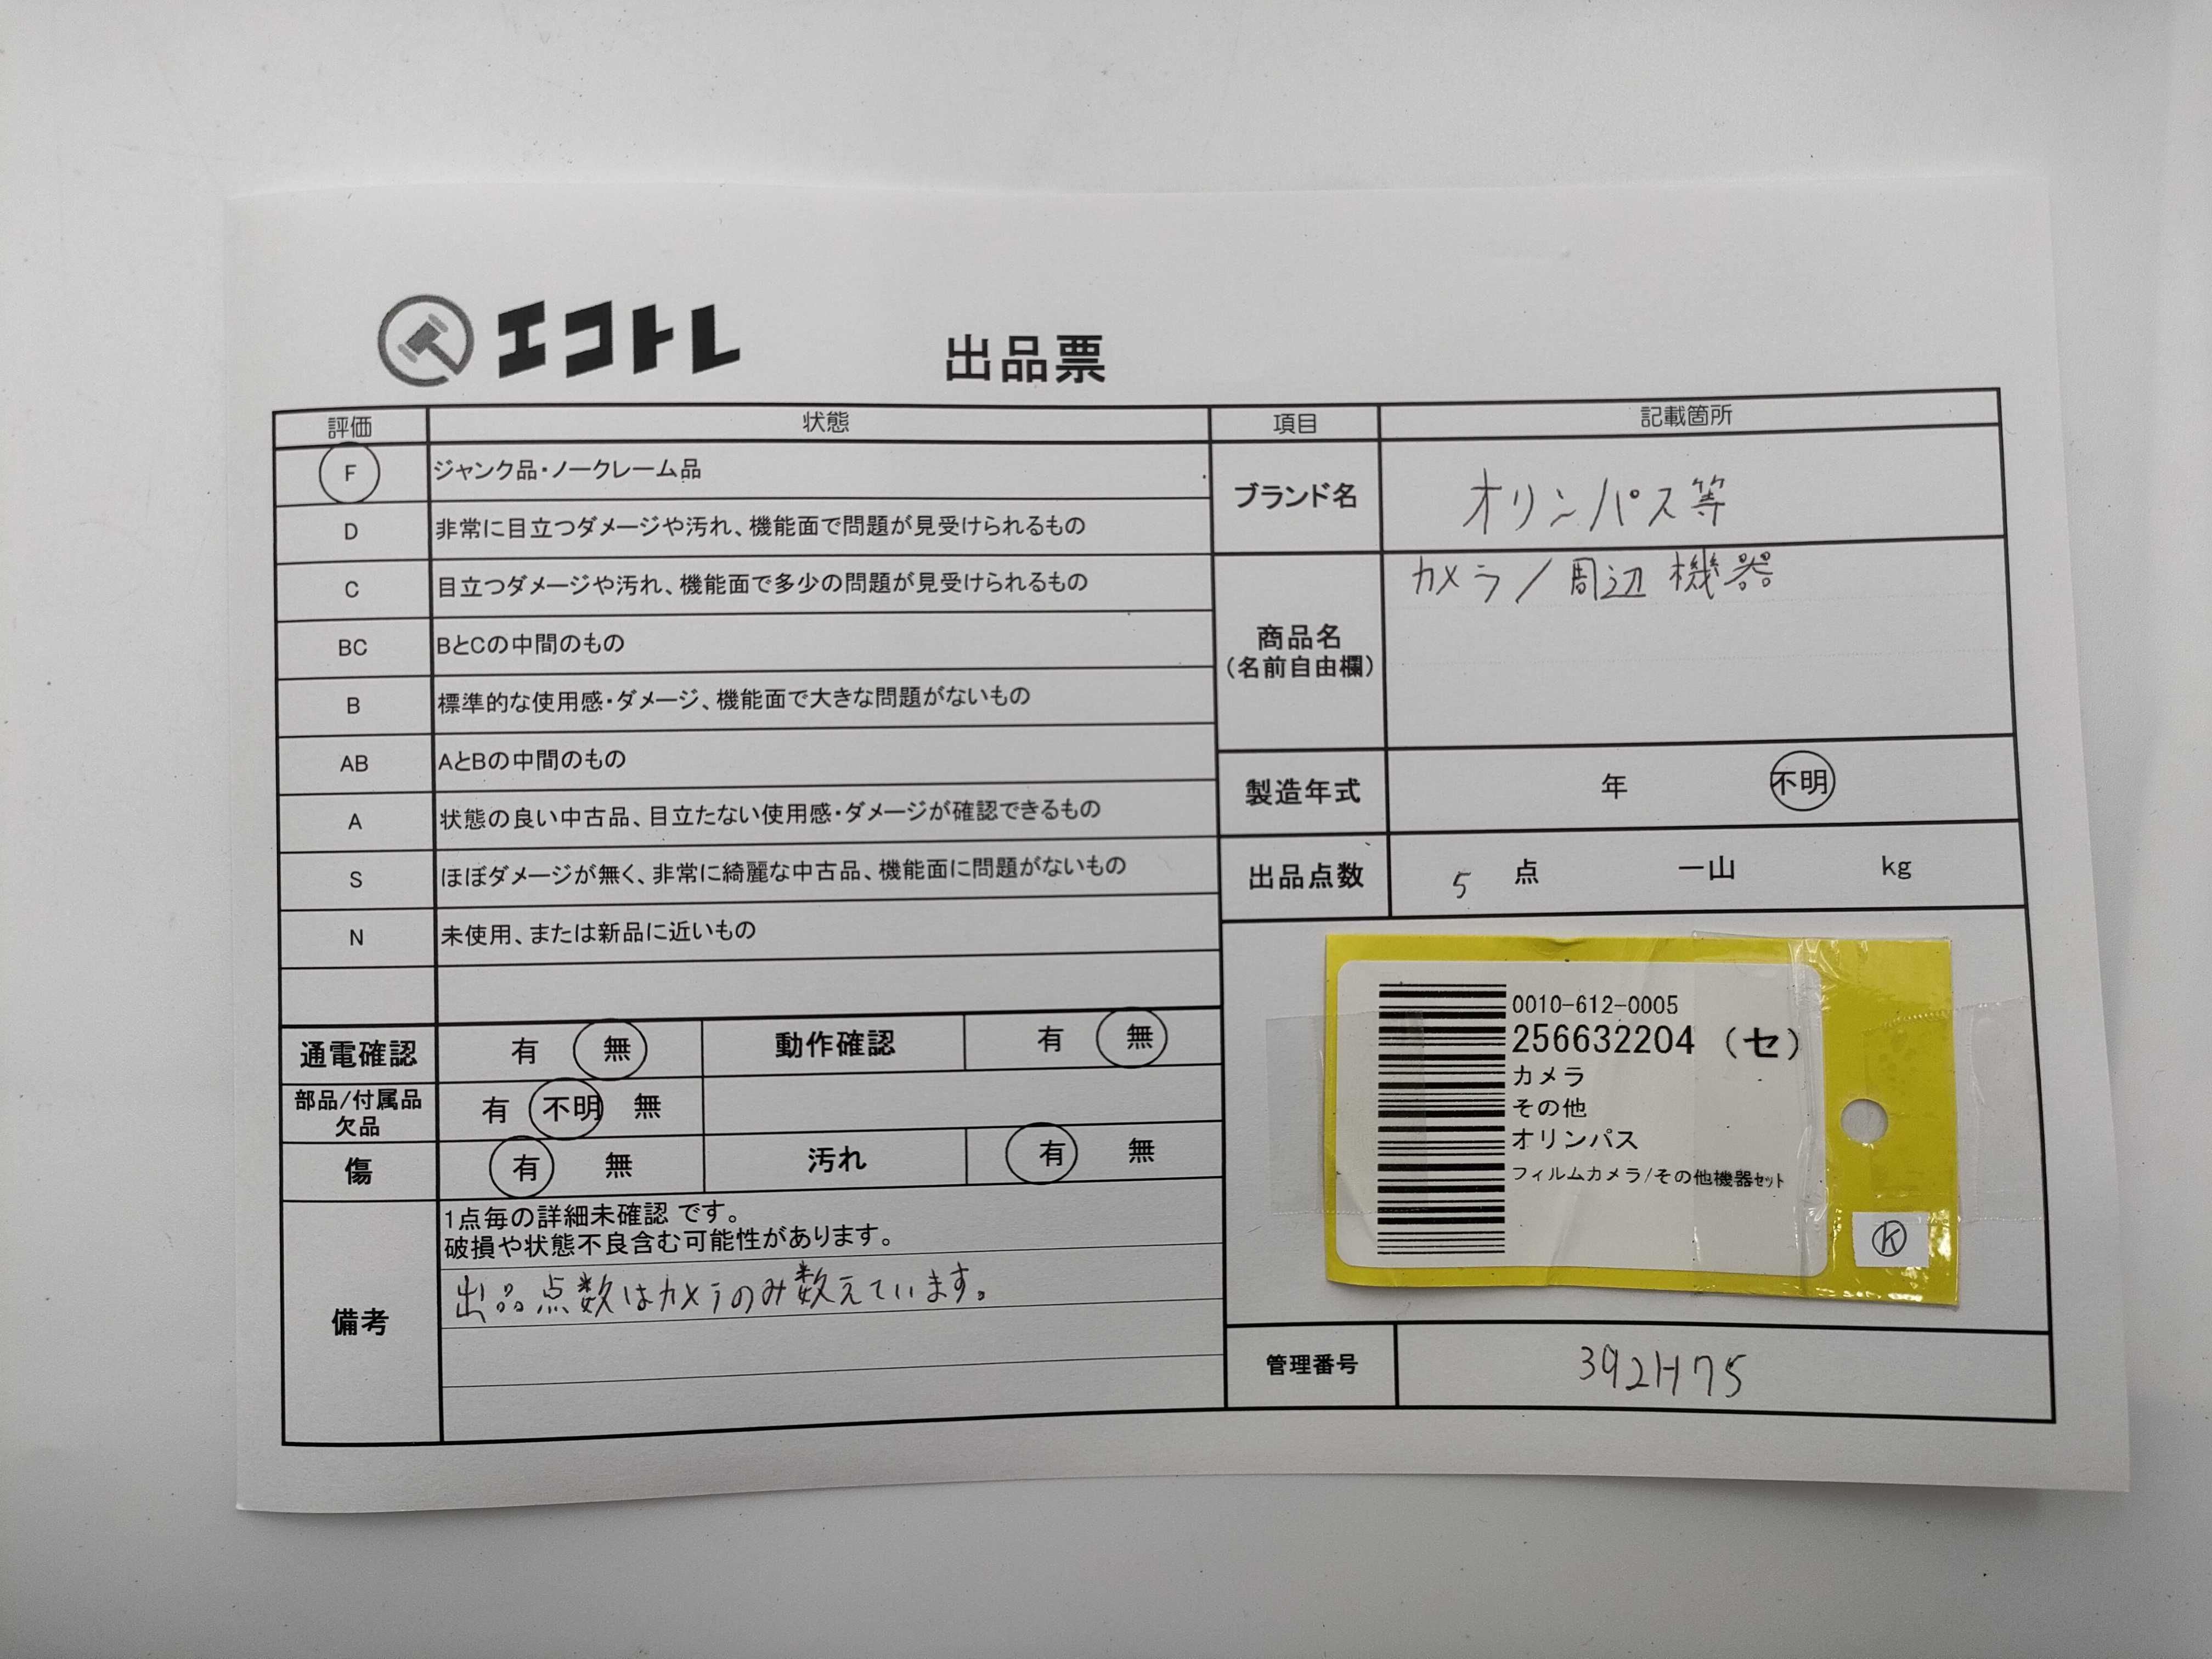 エコトレ
出品票
評価 状態
F ジャンク品・ノークレーム品
D 非常に目立つダメージや汚れ、機能面で問題が見受けられるもの
C 目立つダメージや汚れ、機能面で多少の問題が見受けられるもの
BC BとCの中間のもの
B 標準的な使用感・ダメージ、機能面で大きな問題がないもの
AB AとBの中間のもの
A 状態の良い中古品、目立たない使用感・ダメージが確認できるもの
S ほぼダメージが無く、非常に綺麗な中古品、機能面に問題がないもの
N 未使用、または新品に近いもの
通電確認 有 無 動作確認 有 無
部品/付属品
欠品 有 不明 無
傷 有 無 汚れ 有 無
備考
1点毎の詳細未確認 です。
破損や状態不良含む可能性があります。
出品点数はカメラのみ数えています。
項目 記載箇所
ブランド名 オリンパス等
商品名
(名前自由欄)
カメラ/周辺機器
製造年式 年 不明
出品点数 5 点 一山 kg
0010-612-0005
256632204 (セ)
カメラ
その他
オリンパス
フィルムカメラ/その他機器セット
K
管理番号 392H75